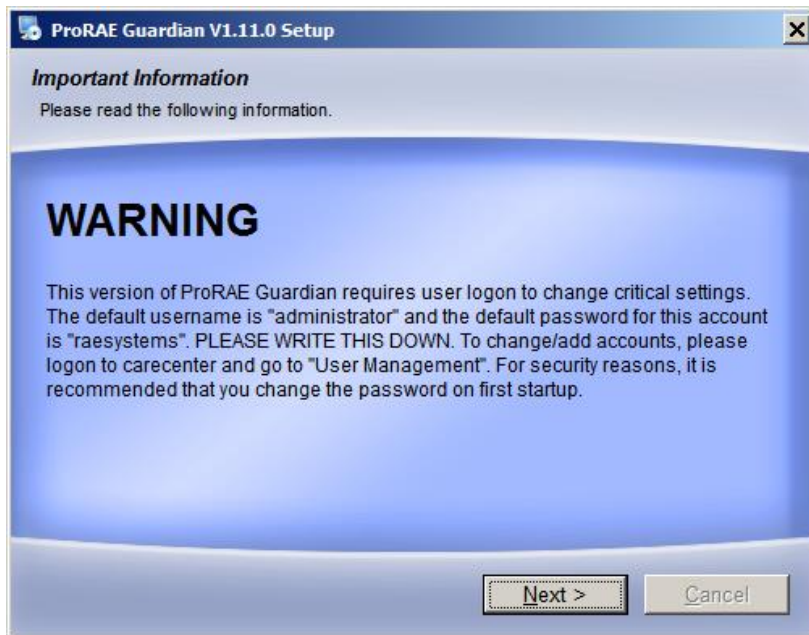 ProRAE Guardian V1.11.0 Setup
Important Information
Please read the following information.
WARNING
This version of ProRAE Guardian requires user logon to change critical settings.
The default username is "administrator" and the default password for this account
is "raesystems". PLEASE WRITE THIS DOWN. To change/add accounts, please
logon to carecenter and go to "User Management". For security reasons, it is
recommended that you change the password on first startup.
Next >
Cancel